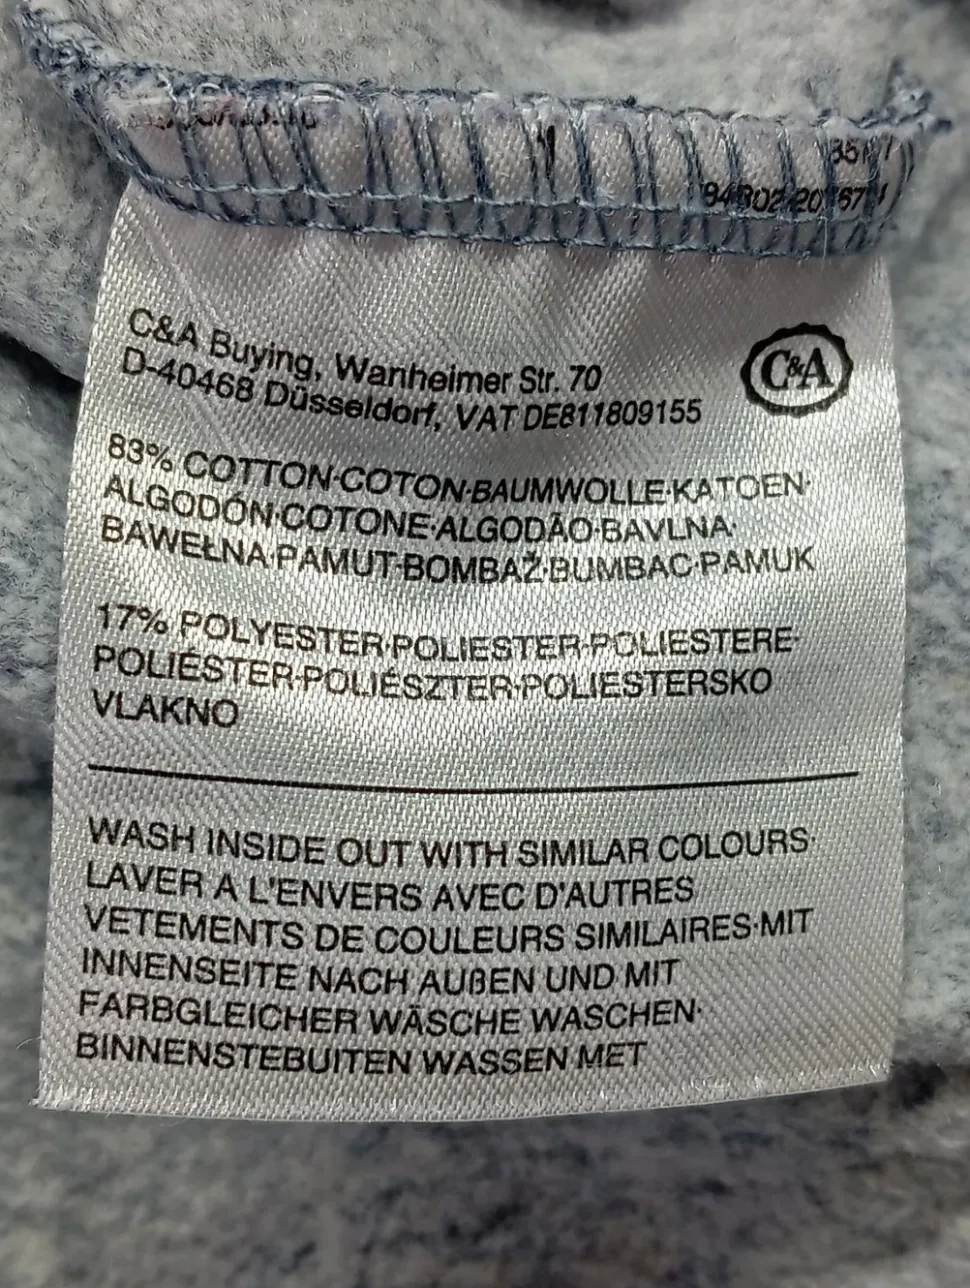 C&A Buying, Wanheimer Str. 70
D-40468 Düsseldorf, VAT DE811809155
C&A
83% COTTON·COTON·BAUMWOLLE·KATOEN·
ALGODÓN·COTONE·ALGODÃO·BAVLNA·
BAWEŁNA·PAMUT·BOMBAŽ·BUMBAC·PAMUK
17% POLYESTER·POLIESTER·POLIESTERE·
POLIÉSTER·POLIÉSZTER·POLIESTERSKO
VLAKNO
WASH INSIDE OUT WITH SIMILAR COLOURS·
LAVER A L'ENVERS AVEC D'AUTRES
VETEMENTS DE COULEURS SIMILAIRES·MIT
INNENSEITE NACH AUßEN UND MIT
FARBGLEICHER WÄSCHE WASCHEN·
BINNENSTEBUITEN WASSEN MET